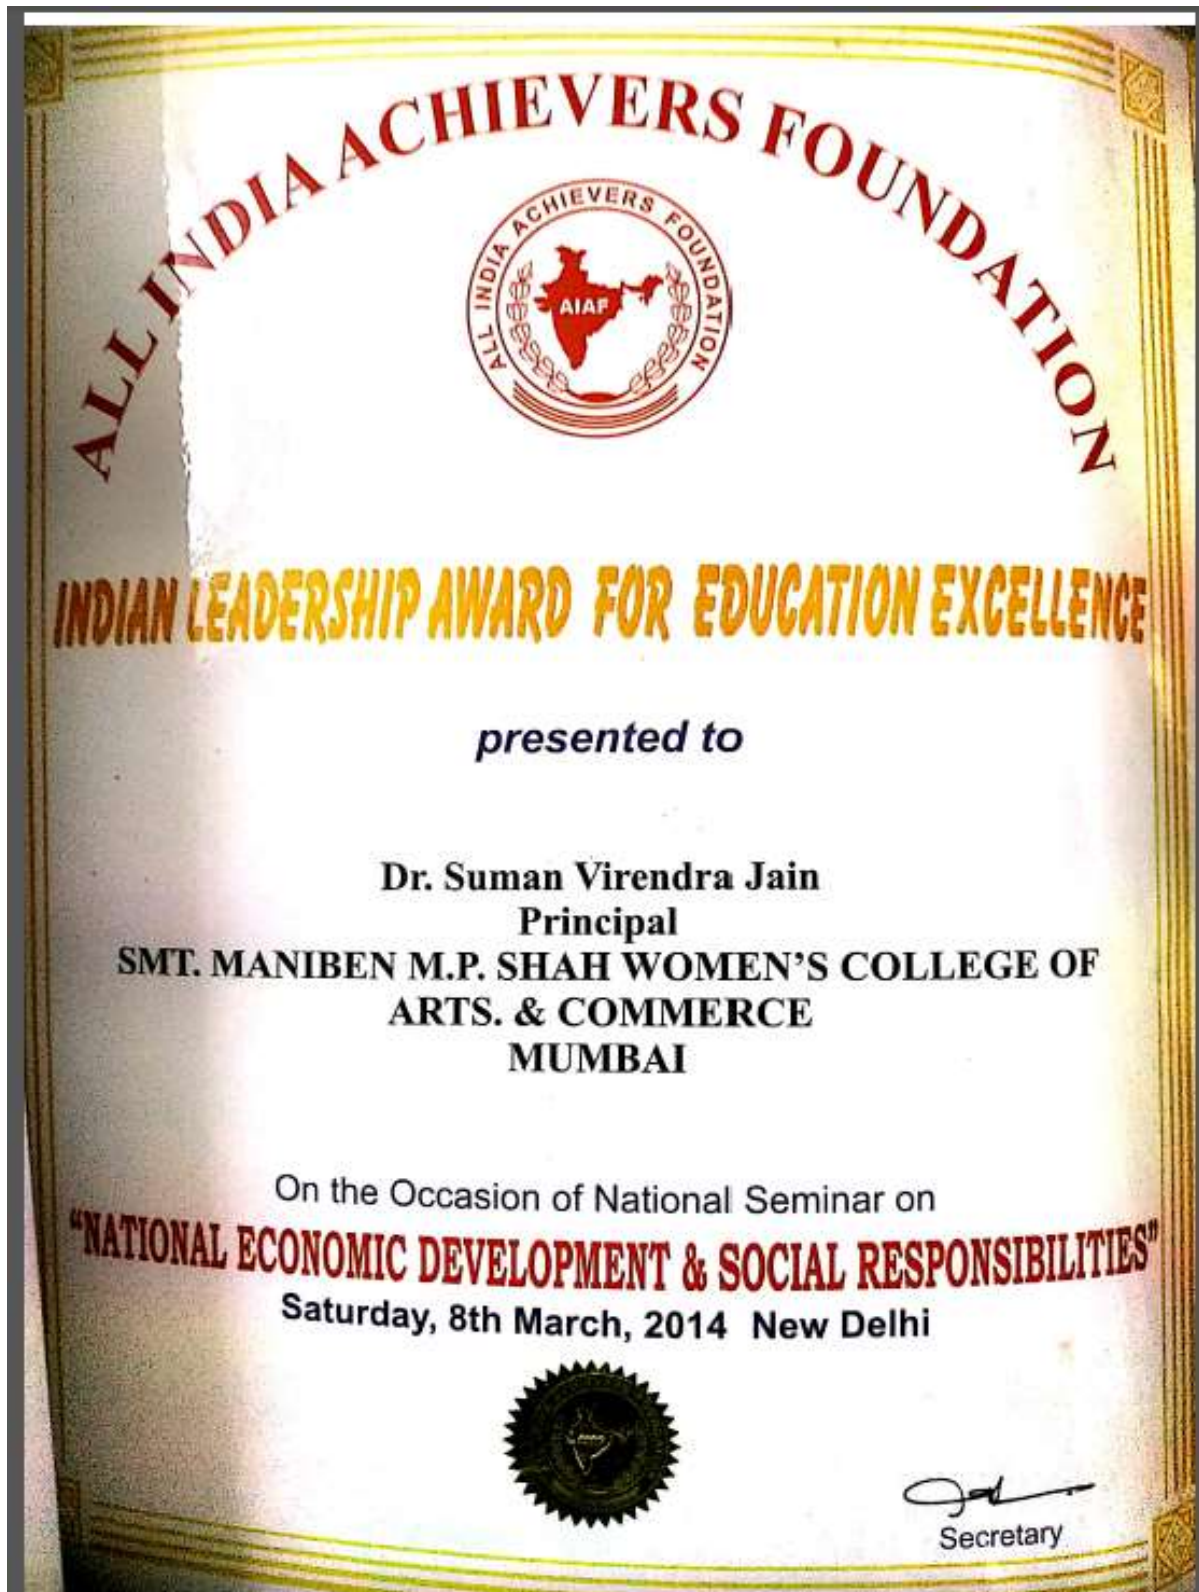 ALL INDIA ACHIEVERS FOUNDATION
ALL INDIA ACHIEVERS FOUNDATION
AIAF
INDIAN LEADERSHIP AWARD FOR EDUCATION EXCELLENCE
presented to
Dr. Suman Virendra Jain
Principal
SMT. MANIBEN M.P. SHAH WOMEN'S COLLEGE OF
ARTS. & COMMERCE
MUMBAI
On the Occasion of National Seminar on
"NATIONAL ECONOMIC DEVELOPMENT & SOCIAL RESPONSIBILITIES"
Saturday, 8th March, 2014 New Delhi
Secretary